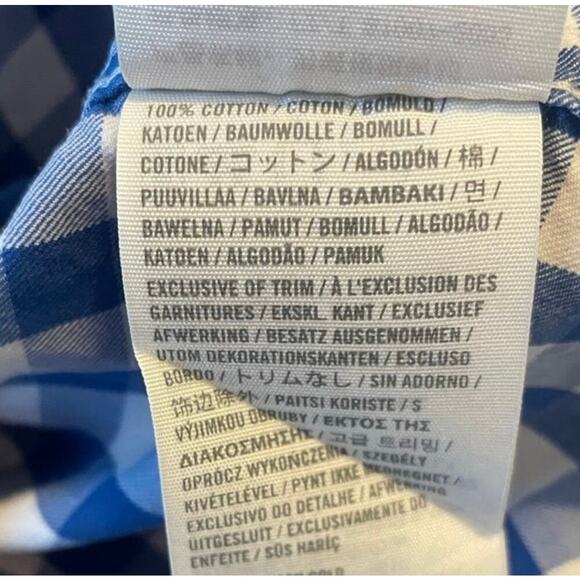 100% COTTON / COTON / BOMULD /
KATOEN / BAUMWOLLE / BOMULL /
COTONE / コットン / ALGODÓN / 棉 /
PUUVILLAA / BAVLNA / BAMBAKI / 면 /
BAWEŁNA / PAMUT / BOMULL / ALGODÃO /
KATOEN / ALGODÃO / PAMUK
EXCLUSIVE OF TRIM / À L'EXCLUSION DES
GARNITURES / EKSKL. KANT / EXCLUSIEF
AFWERKING / BESATZ AUSGENOMMEN /
UTOM DEKORATIONSKANTEN / ESCLUSO
BORDO / トリムなし / SIN ADORNO /
饰边除外 / PAITSI KORISTE / S
VÝJIMKOU OBRUBY / ΕΚΤΟΣ ΤΗΣ
ΔΙΑΚΟΣΜΗΣΗΣ / 고급 트리밍 /
OPRÓCZ WYKOŃCZENIA / SZEGÉLY
KIVÉTELÉVEL / PYNT IKKE MEDREGNET /
EXCLUSIVO DO DETALHE / AFWERKING
UITGESLUIT / EXCLUSIVAMENTE DO
ENFEITE / SÜS HARİÇ